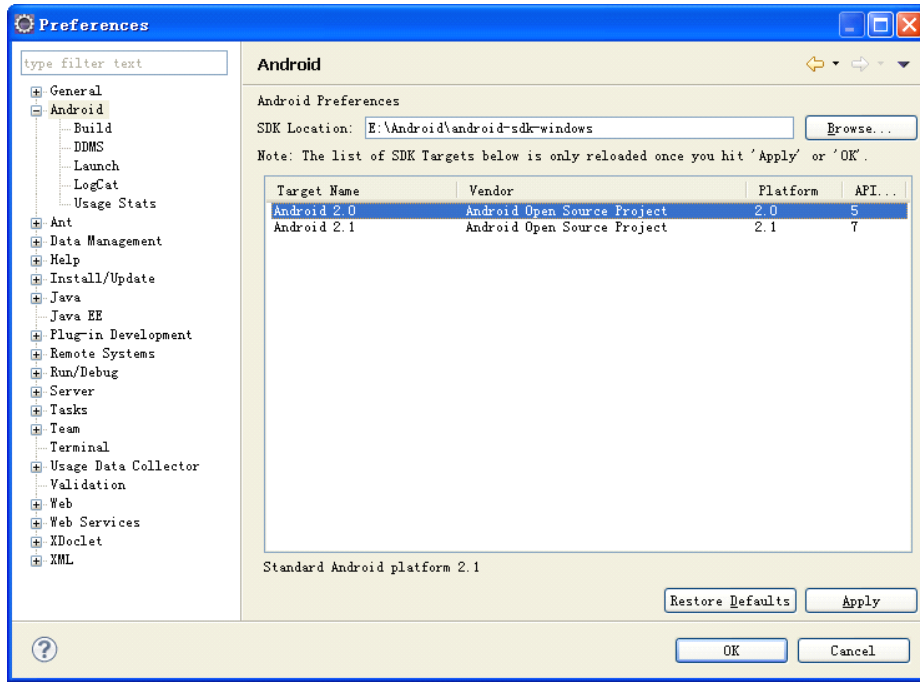 Preferences
type filter text
General
Android
Build
DDMS
Launch
LogCat
Usage Stats
Ant
Data Management
Help
Install/Update
Java
Java EE
Plug-in Development
Remote Systems
Run/Debug
Server
Tasks
Team
Terminal
Usage Data Collector
Validation
Web
Web Services
XDoclet
XML
Android
Android Preferences
SDK Location: E:\Android\android-sdk-windows Browse...
Note: The list of SDK Targets below is only reloaded once you hit 'Apply' or 'OK'.
Target Name Vendor Platform API...
Android 2.0 Android Open Source Project 2.0 5
Android 2.1 Android Open Source Project 2.1 7
Standard Android platform 2.1
Restore Defaults Apply
? OK Cancel